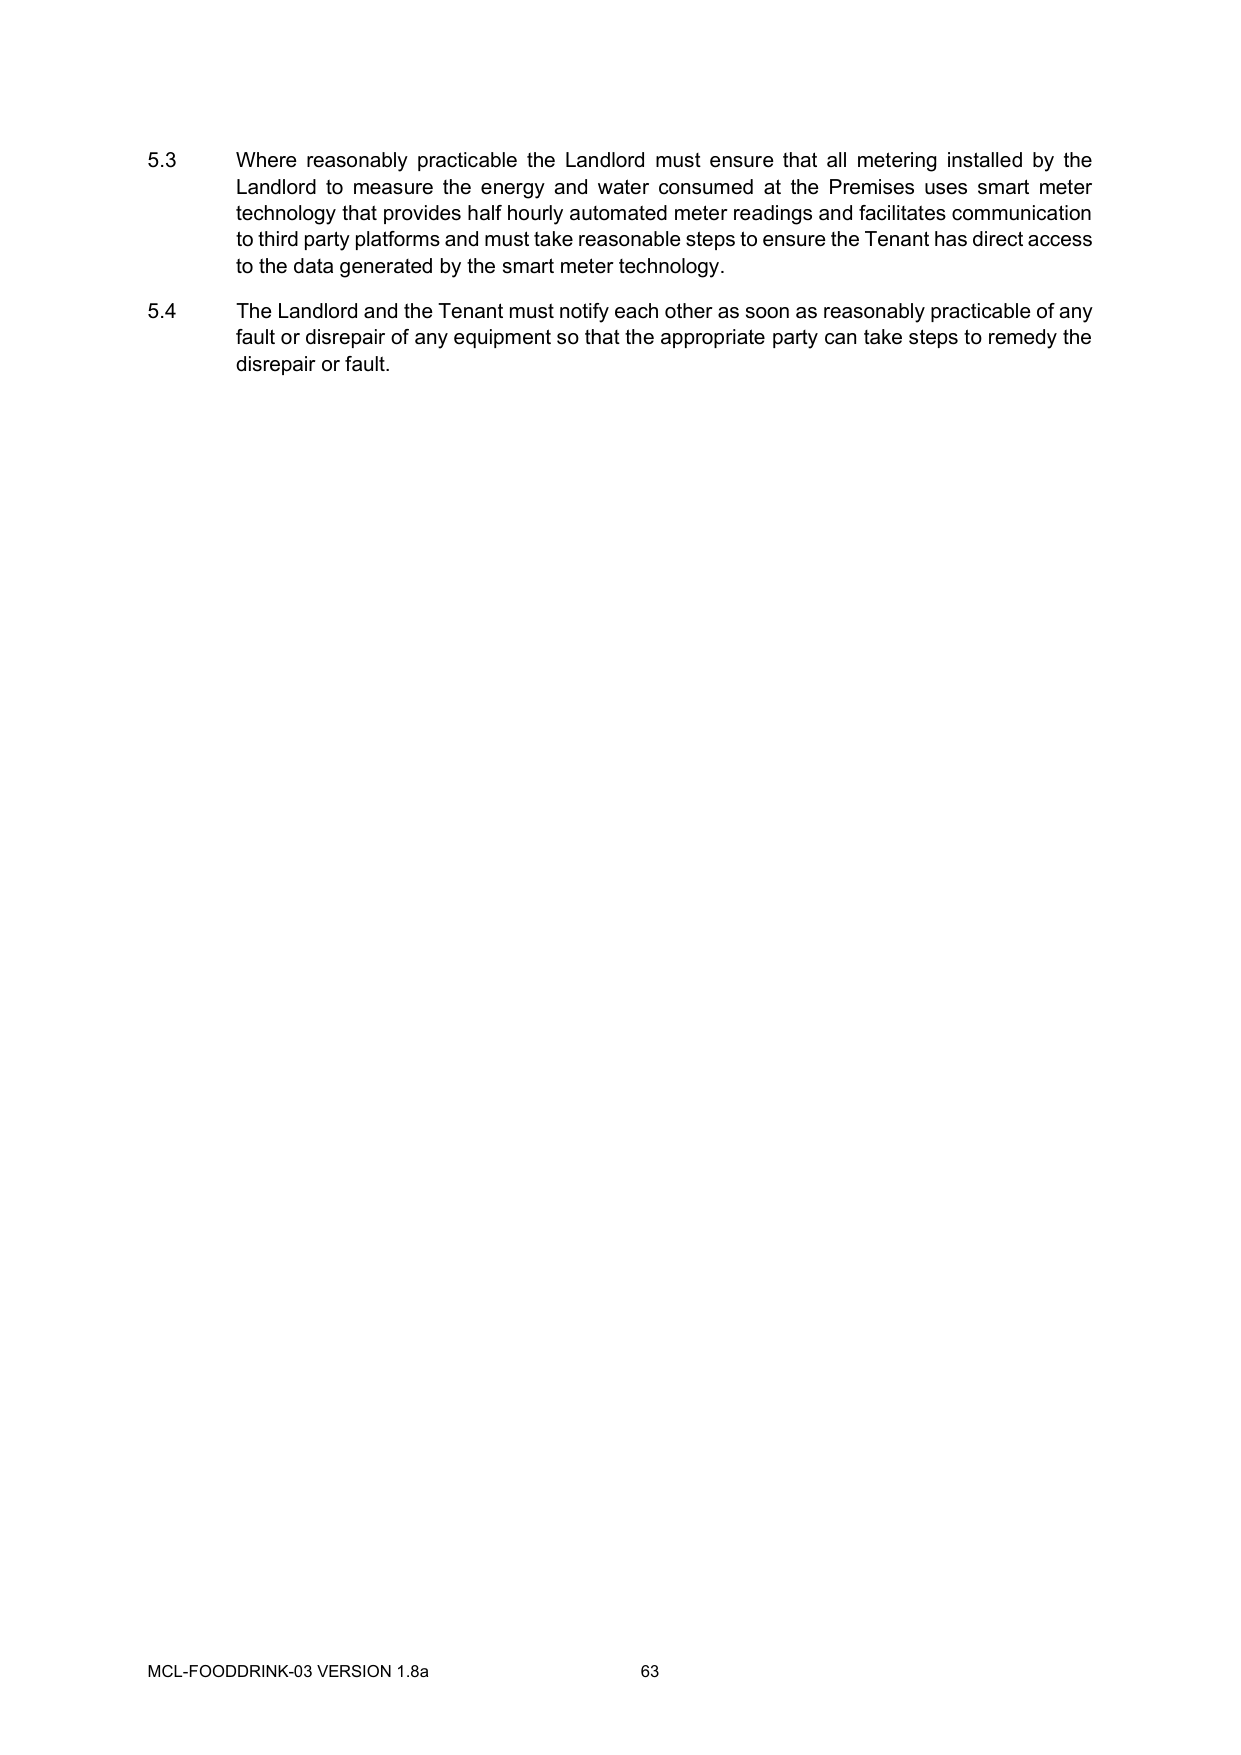 5.3 Where reasonably practicable the Landlord must ensure that all metering installed by the
Landlord to measure the energy and water consumed at the Premises uses smart meter
technology that provides half hourly automated meter readings and facilitates communication
to third party platforms and must take reasonable steps to ensure the Tenant has direct access
to the data generated by the smart meter technology.
5.4 The Landlord and the Tenant must notify each other as soon as reasonably practicable of any
fault or disrepair of any equipment so that the appropriate party can take steps to remedy the
disrepair or fault.
MCL-FOODDRINK-03 VERSION 1.8a 63